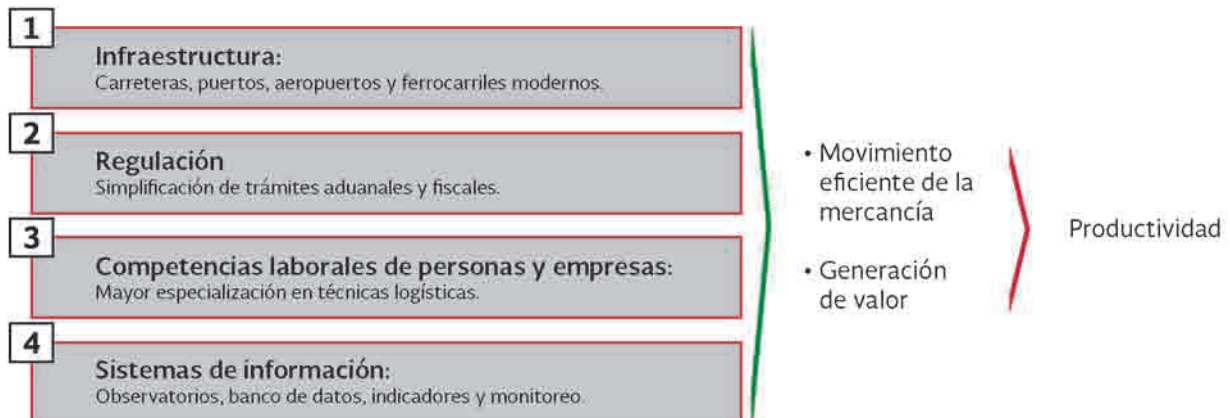 1
Infraestructura:
Carreteras, puertos, aeropuertos y ferrocarriles modernos.
2
Regulación
Simplificación de trámites aduanales y fiscales.
3
Competencias laborales de personas y empresas:
Mayor especialización en técnicas logísticas.
4
Sistemas de información:
Observatorios, banco de datos, indicadores y monitoreo.
• Movimiento
eficiente de la
mercancía
• Generación
de valor
Productividad